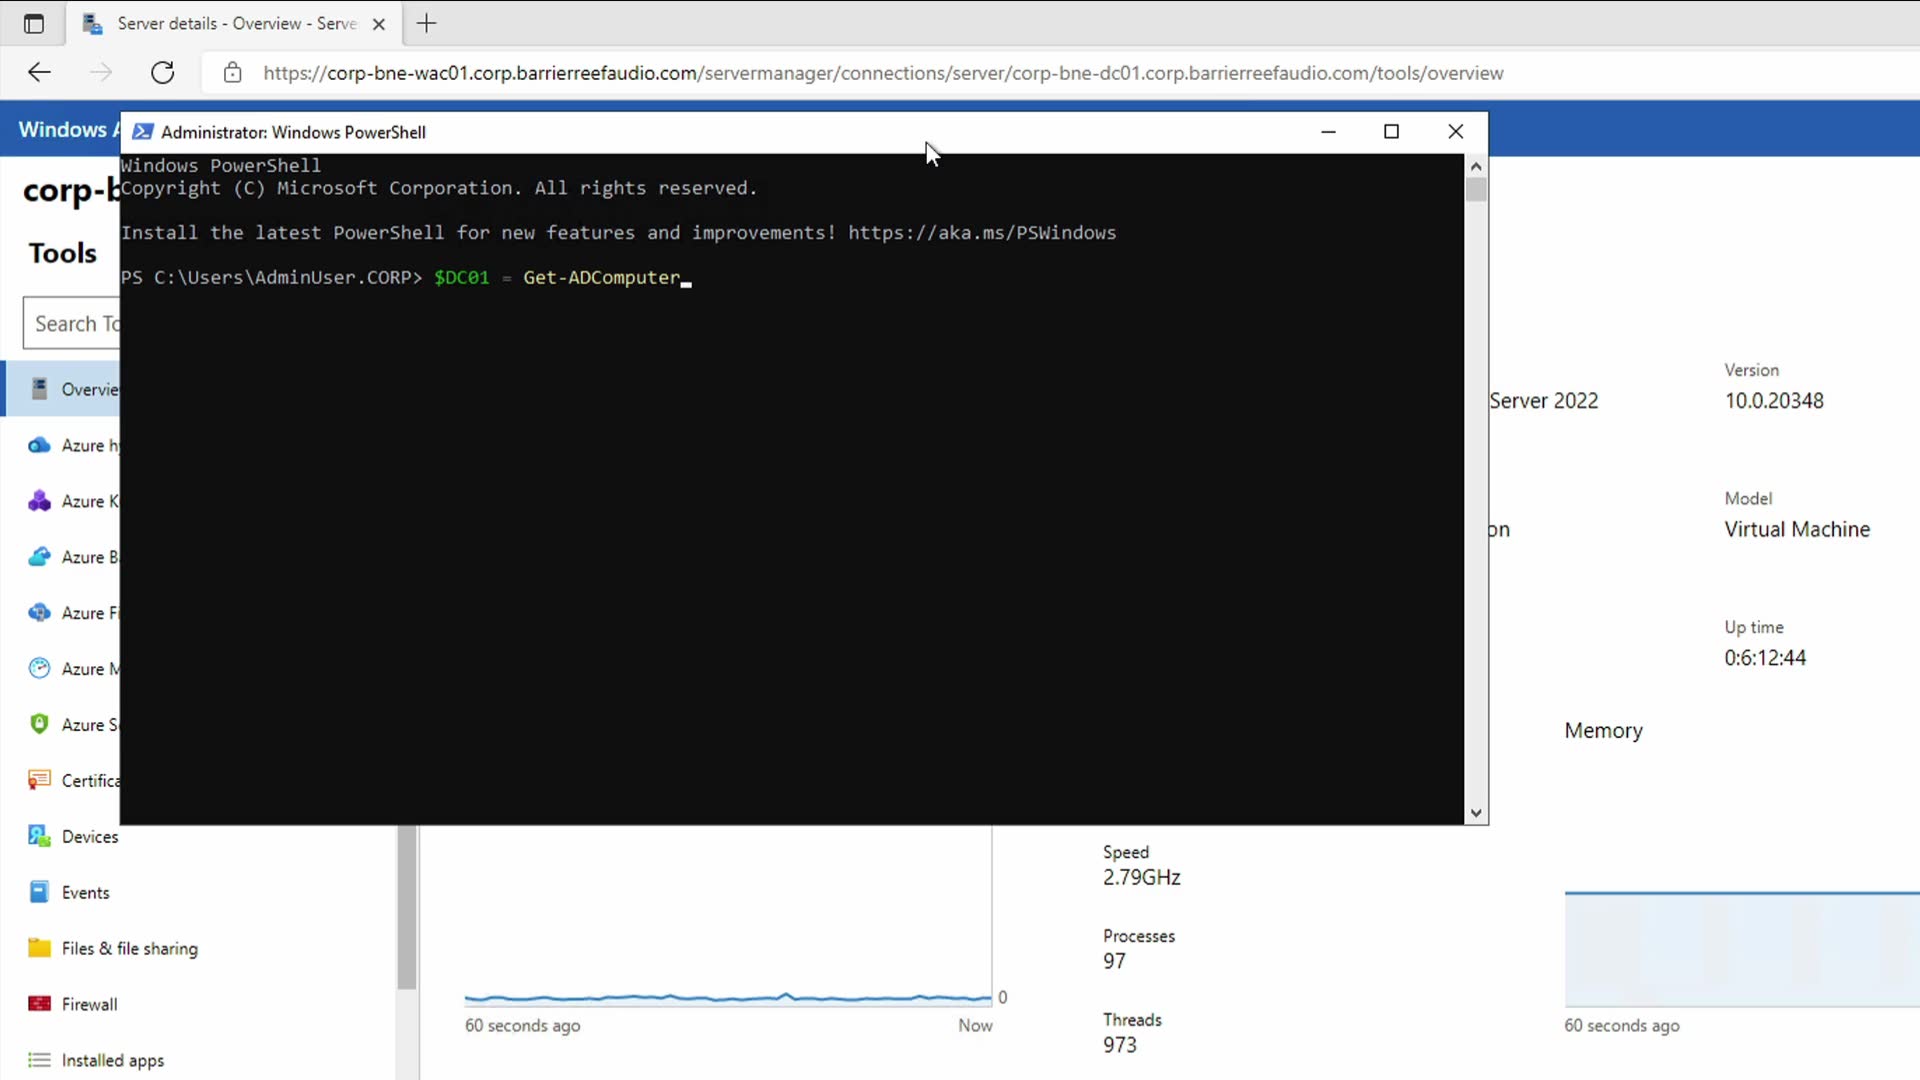 Server details - Overview - Serve
https://corp-bne-wac01.corp.barrierreefaudio.com/servermanager/connections/server/corp-bne-dc01.corp.barrierreefaudio.com/tools/overview
Windows A
Administrator: Windows PowerShell
Windows PowerShell
Copyright (C) Microsoft Corporation. All rights reserved.
Install the latest PowerShell for new features and improvements! https://aka.ms/PSWindows
PS C:\Users\AdminUser.CORP> $DC01 = Get-ADComputer
corp-b
Tools
Search To
Overvie
Azure hy
Azure K
Azure B
Azure Fi
Azure M
Azure S
Certifica
Devices
Events
Files & file sharing
Firewall
Installed apps
Server 2022
Version
10.0.20348
on
Model
Virtual Machine
Up time
0:6:12:44
Memory
Speed
2.79GHz
Processes
97
Threads
973
0
60 seconds ago
Now
60 seconds ago